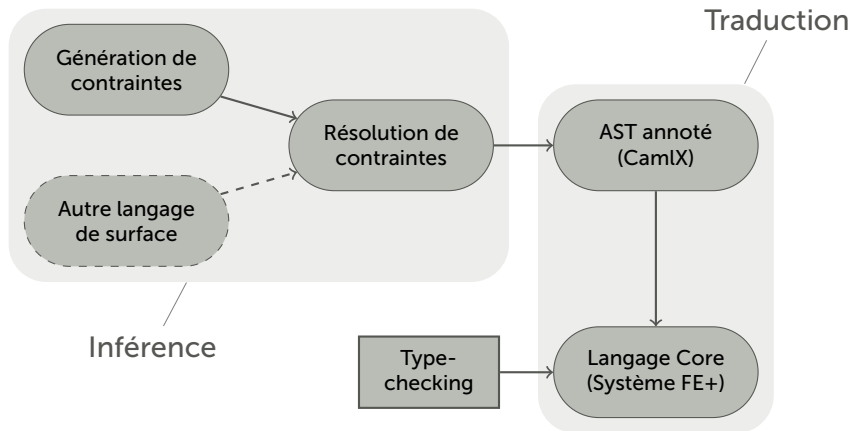 Traduction
Génération de
contraintes
Résolution de
contraintes
AST annoté
(CamlX)
Autre langage
de surface
Inférence
Type-
checking
Langage Core
(Système FE+)